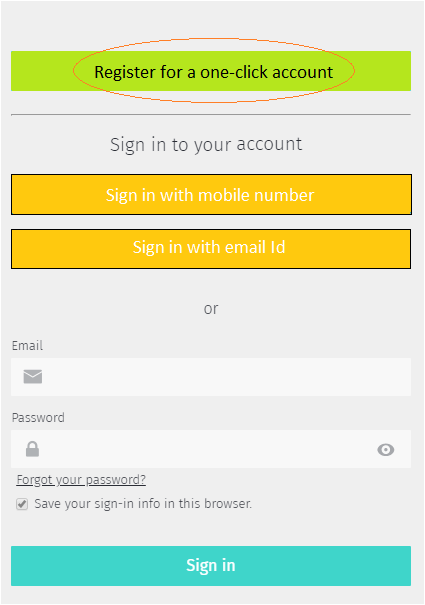 Register for a one-click account
Sign in to your account
Sign in with mobile number
Sign in with email Id
or
Email
Password
Forgot your password?
Save your sign-in info in this browser.
Sign in